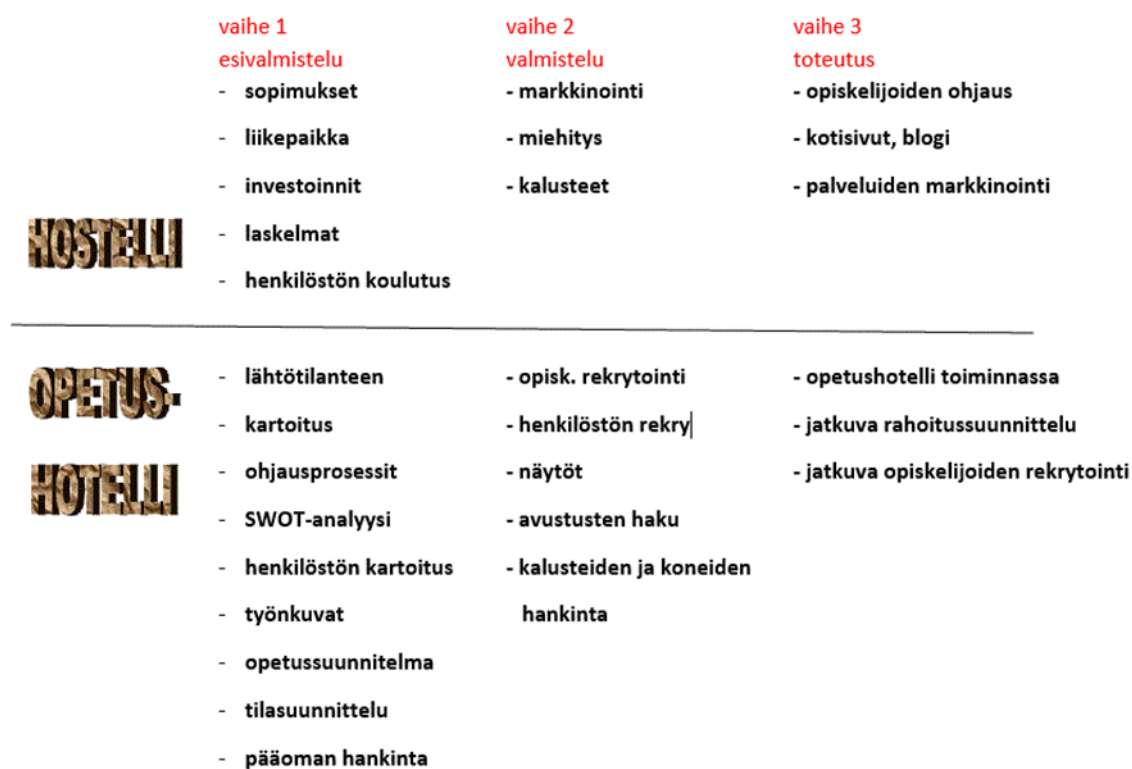 vaihe 1 vaihe 2 vaihe 3
esivalmistelu valmistelu toteutus
- sopimukset - markkinointi - opiskelijoiden ohjaus
- liikepaikka - miehitys - kotisivut, blogi
- investoinnit - kalusteet - palveluiden markkinointi
HOSTELLI - laskelmat
- henkilöstön koulutus
OPETUS- - lähtötilanteen - opisk. rekrytointi - opetushotelli toiminnassa
- kartoitus - henkilöstön rekry - jatkuva rahoitussuunnittelu
HOTELLI - ohjausprosessit - näytöt - jatkuva opiskelijoiden rekrytointi
- SWOT-analyysi - avustusten haku
- henkilöstön kartoitus - kalusteiden ja koneiden
- työnkuvat hankinta
- opetussuunnitelma
- tilasuunnittelu
- pääoman hankinta